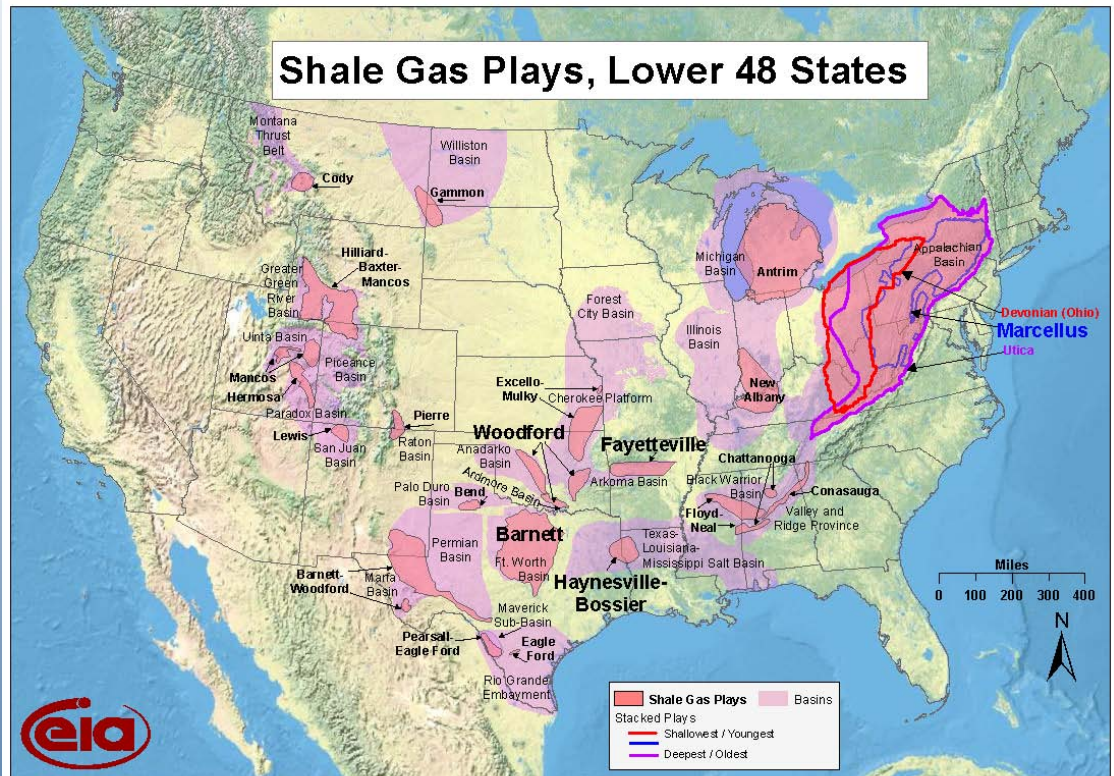 Shale Gas Plays, Lower 48 States
Montana
Thrust
Belt
Cody
Williston
Basin
Gammon
Hilliard-
Baxter-
Mancos
Greater
Green
River
Basin
Uinta Basin
Mancos
Piceance
Basin
Hermosa
Paradox Basin
Lewis
San Juan
Basin
Pierre
Raton
Basin
Michigan
Basin
Antrim
Forest
City Basin
Illinois
Basin
New
Albany
Appalachian
Basin
Devonian (Ohio)
Marcellus
Utica
Excello-
Mulky
Cherokee Platform
Woodford
Anadarko
Basin
Ardmore Basin
Fayetteville
Arkoma Basin
Palo Duro
Basin
Bend
Chattanooga
Black Warrior
Basin
Conasauga
Floyd-
Neal
Valley and
Ridge Province
Barnett
Ft. Worth
Basin
Permian
Basin
Barnett-
Woodford
Marfa
Basin
Texas-
Louisiana-
Mississippi Salt Basin
Haynesville-
Bossier
Maverick
Sub-Basin
Pearsall-
Eagle Ford
Eagle
Ford
Rio Grande
Embayment
Miles
0 100 200 300 400
N
Shale Gas Plays
Basins
Stacked Plays
Shallowest / Youngest
Deepest / Oldest
eia